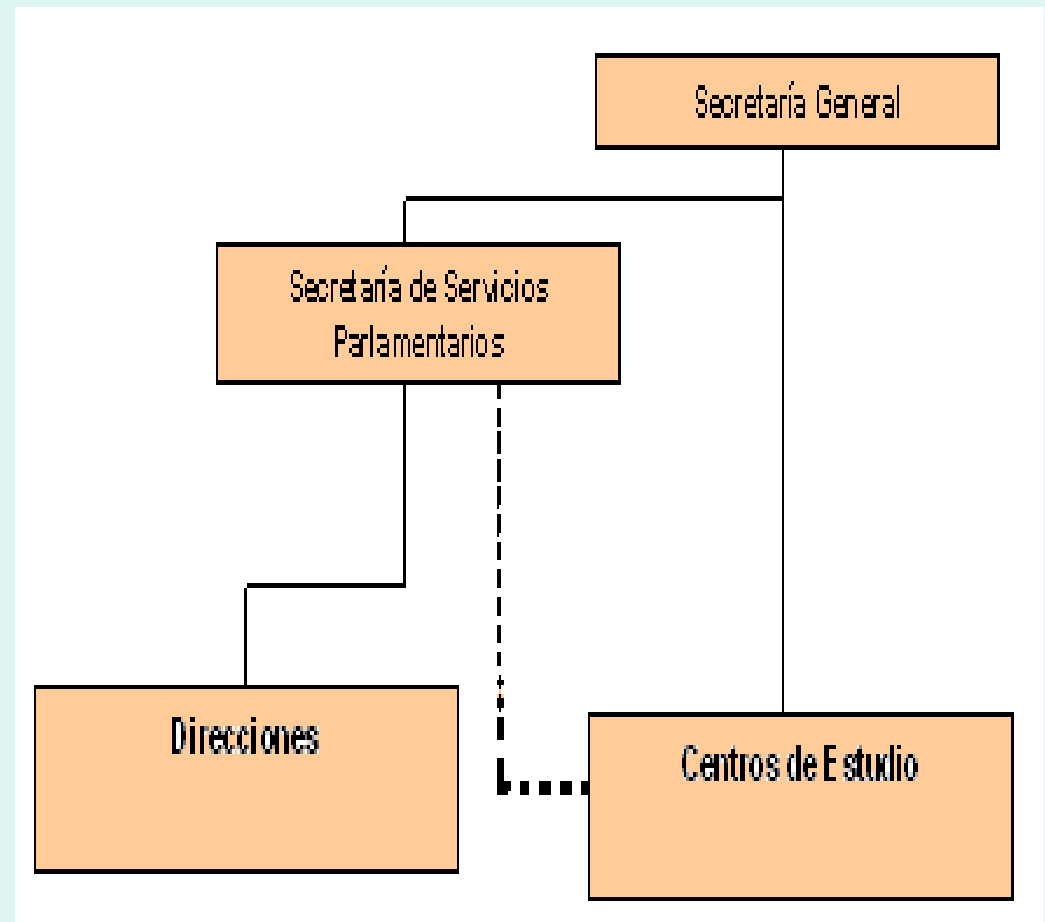 Secretaría General
Secretaría de Servicios
Parlamentarios
Direcciones
Centros de Estudio